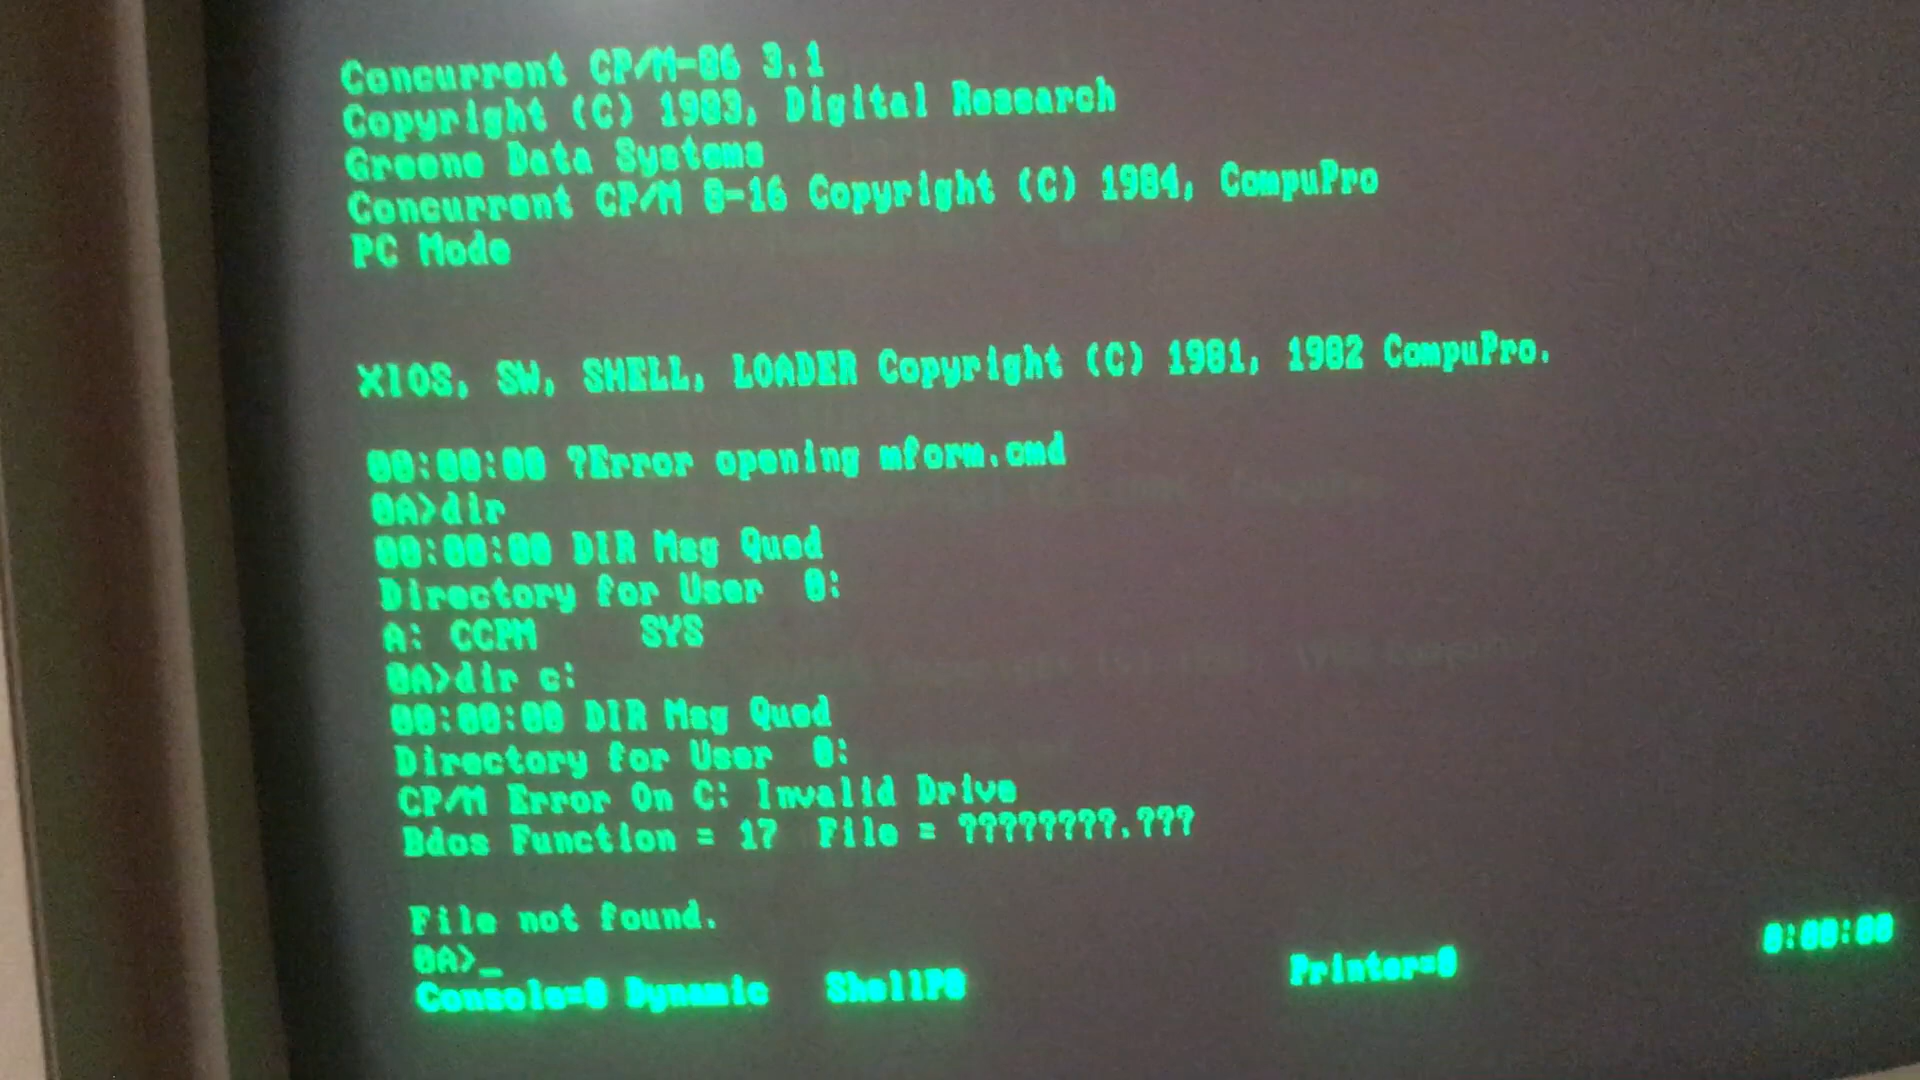 Concurrent CP/M-86 3.1
Copyright (C) 1983, Digital Research
Greene Data Systems
Concurrent CP/M 8-16 Copyright (C) 1984, CompuPro
PC Mode
XIOS, SW, SHELL, LOADER Copyright (C) 1981, 1982 CompuPro.
00:00:00 ?Error opening mform.cmd
0A>dir
00:00:00 DIR Msg Qued
Directory for User  0:
A: CCPM     SYS
0A>dir c:
00:00:00 DIR Msg Qued
Directory for User  0:
CP/M Error On C: Invalid Drive
Bdos Function = 17  File = ????????.???
File not found.
0A>_
Console=0 Dynamic   ShellP0   Printer=0   0:00:00